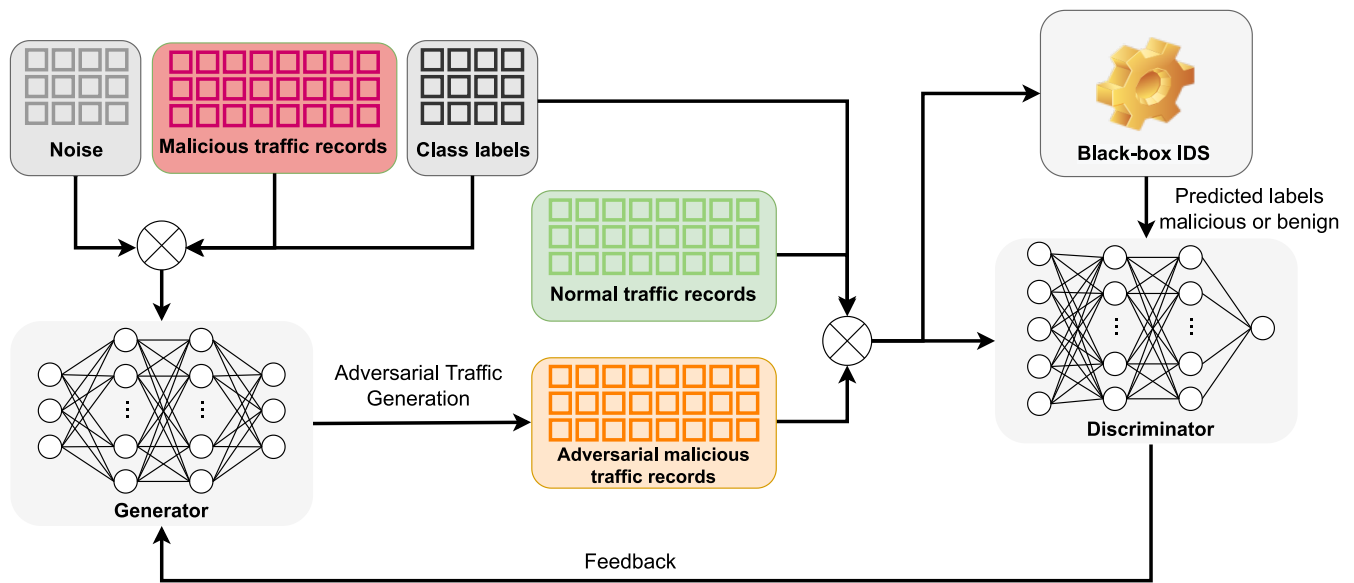 Noise
Malicious traffic records
Class labels
Black-box IDS
Predicted labels
malicious or benign
Normal traffic records
Adversarial Traffic
Generation
Adversarial malicious
traffic records
Discriminator
Generator
Feedback